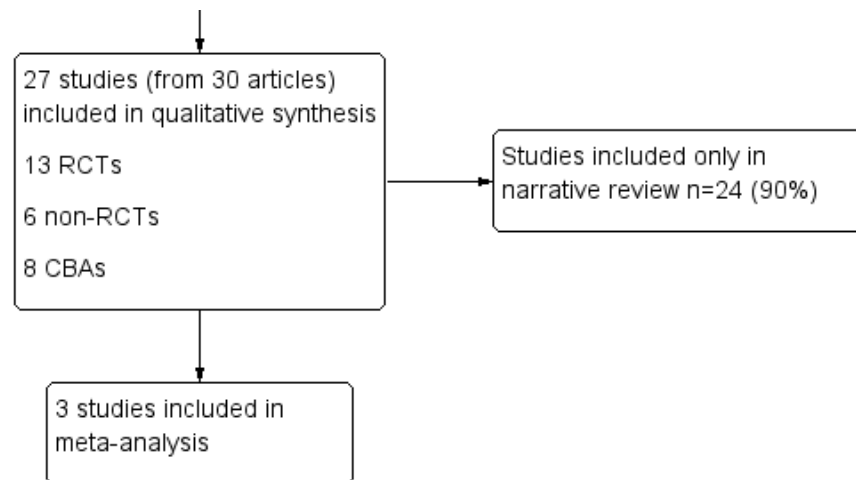 27 studies (from 30 articles)
included in qualitative synthesis
13 RCTs
6 non-RCTs
8 CBAs
Studies included only in
narrative review n=24 (90%)
3 studies included in
meta-analysis